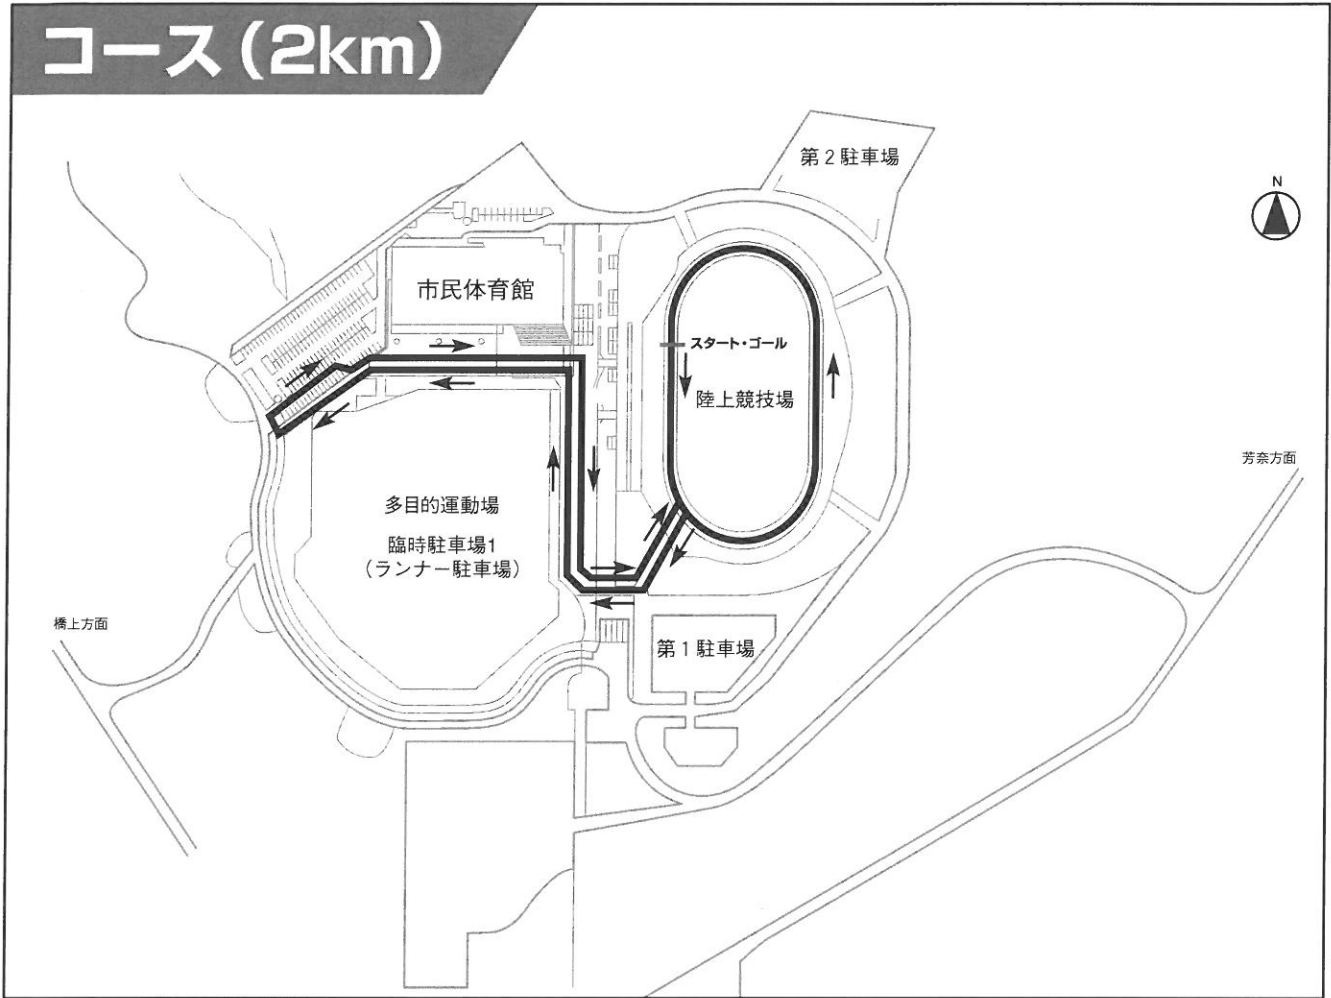 コース（2km）
第２駐車場
N
市民体育館
スタート・ゴール
陸上競技場
芳奈方面
多目的運動場
臨時駐車場1
（ランナー駐車場）
橋上方面
第１駐車場